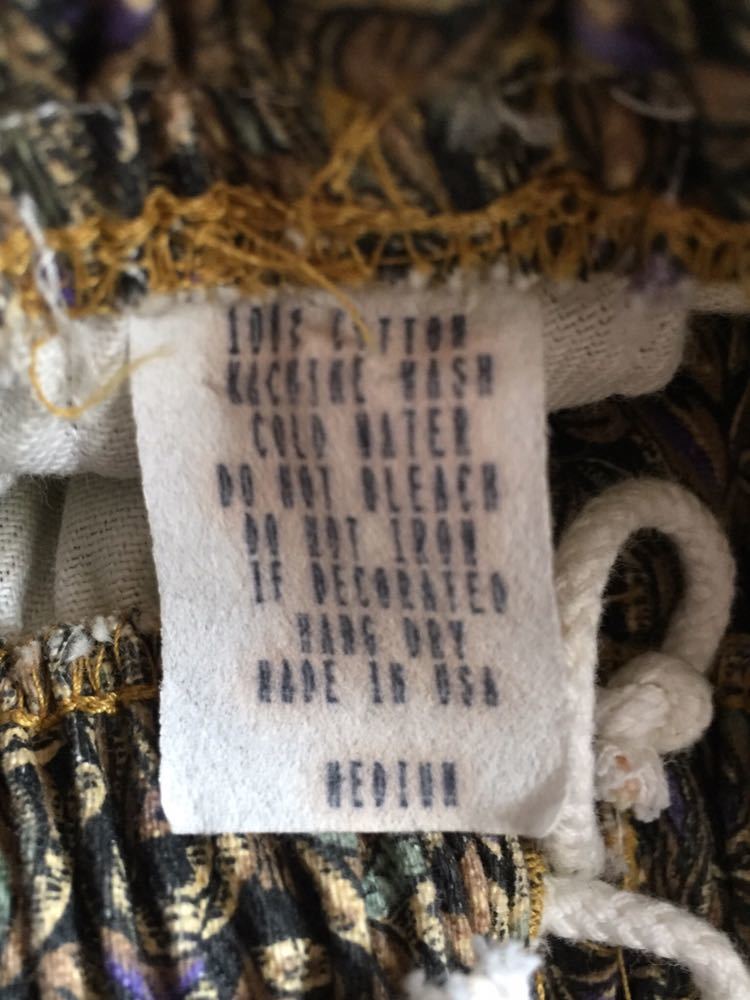 100% COTTON
MACHINE WASH
COLD WATER
DO NOT BLEACH
DO NOT IRON
IF DECORATED
HANG DRY
MADE IN USA
MEDIUM